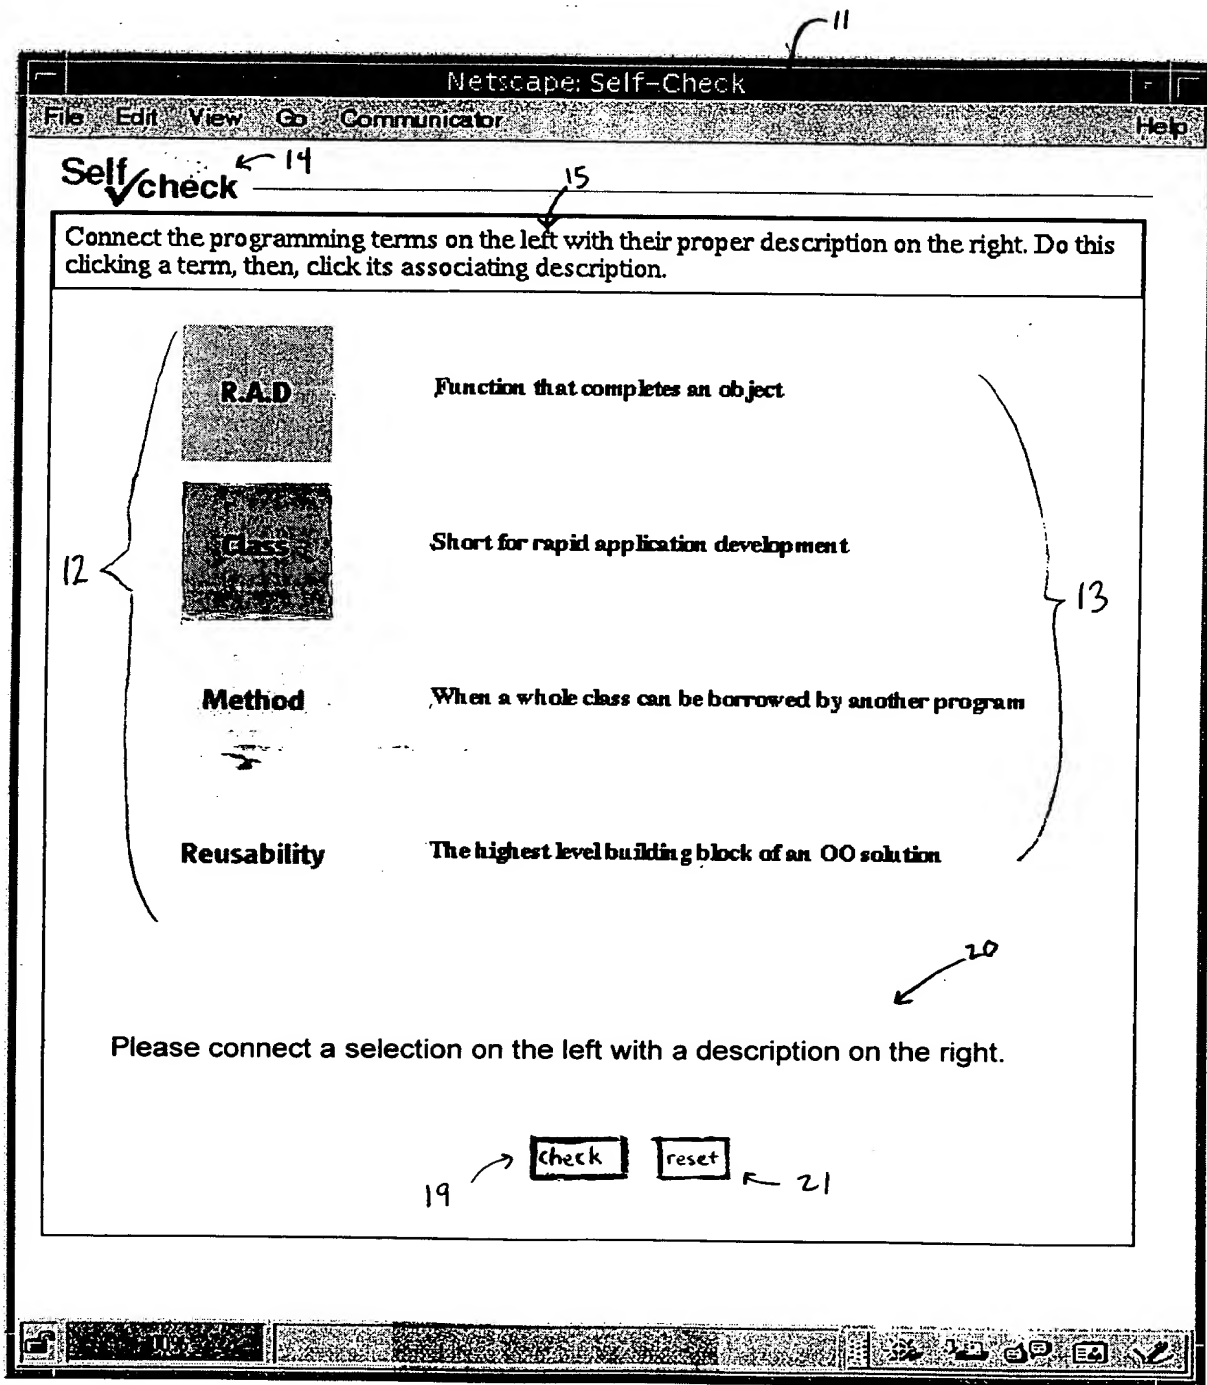 11
Netscape: Self-Check
File Edit View Go Communicator Help
Self check
14
15
Connect the programming terms on the left with their proper description on the right. Do this
clicking a term, then, click its associating description.
R.A.D Function that completes an object
Class Short for rapid application development
12
13
Method When a whole class can be borrowed by another program
Reusability The highest level building block of an OO solution
20
Please connect a selection on the left with a description on the right.
check reset
19
21